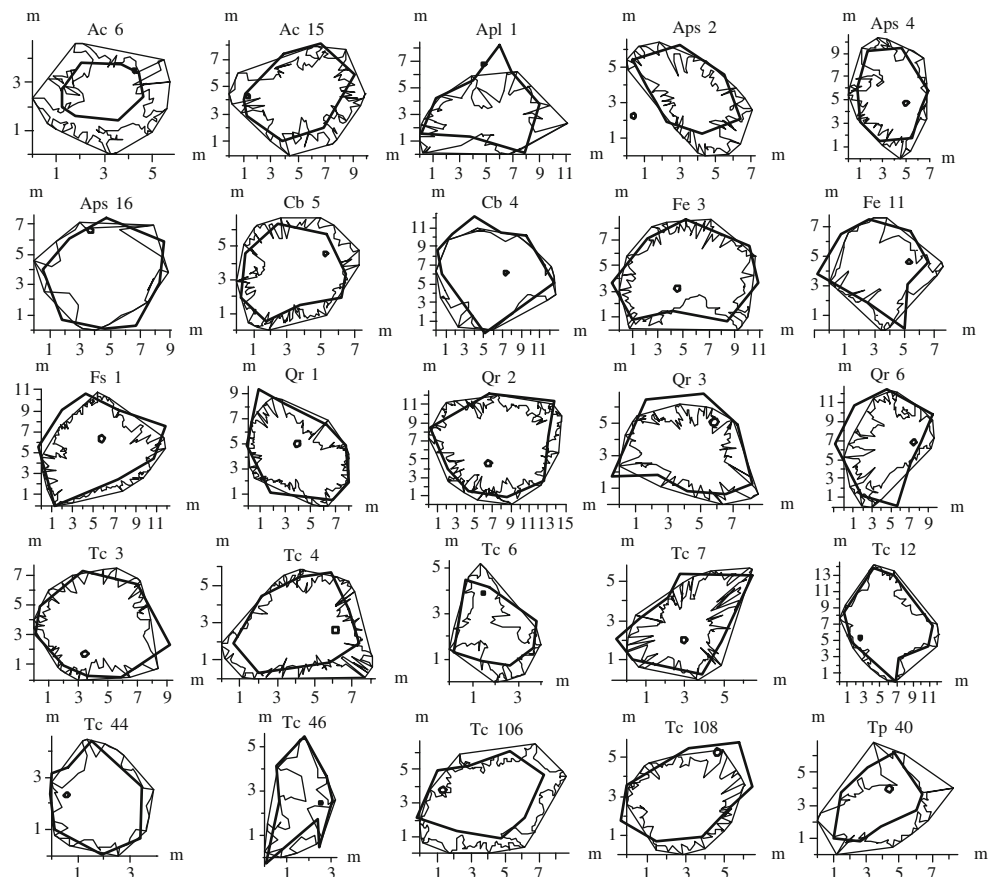 m m m m m
Ac 6 Ac 15 Apl 1 Aps 2 Aps 4
3 1 1 3 5 m
7 5 3 1 1 3 5 7 9 m
7 5 3 1 1 3 5 7 9 11 m
5 3 1 1 3 5 7 m
9 7 5 3 1 1 3 5 7 m
m m m m m
Aps 16 Cb 5 Cb 4 Fe 3 Fe 11
7 5 3 1 1 3 5 7 9 m
5 3 1 1 3 5 7 m
11 9 7 5 3 1 1 3 5 7 9 11 m
7 5 3 1 1 3 5 7 9 11 m
7 5 3 1 1 3 5 7 m
m m m m m
Fs 1 Qr 1 Qr 2 Qr 3 Qr 6
11 9 7 5 3 1 1 3 5 7 9 11 m
9 7 5 3 1 1 3 5 7 m
11 9 7 5 3 1 1 3 5 7 9 11 13 15 m
5 3 1 1 3 5 7 m
11 9 7 5 3 1 1 3 5 7 9 m
m m m m m
Tc 3 Tc 4 Tc 6 Tc 7 Tc 12
7 5 3 1 1 3 5 7 9 m
5 3 1 1 3 5 7 m
5 3 1 1 3 m
5 3 1 1 3 5 m
13 11 9 7 5 3 1 1 3 5 7 9 11 m
m m m m m
Tc 44 Tc 46 Tc 106 Tc 108 Tp 40
3 1 1 3 m
5 3 1 1 3 m
5 3 1 1 3 5 7 m
5 3 1 1 3 5 7 m
5 3 1 1 3 5 7 m